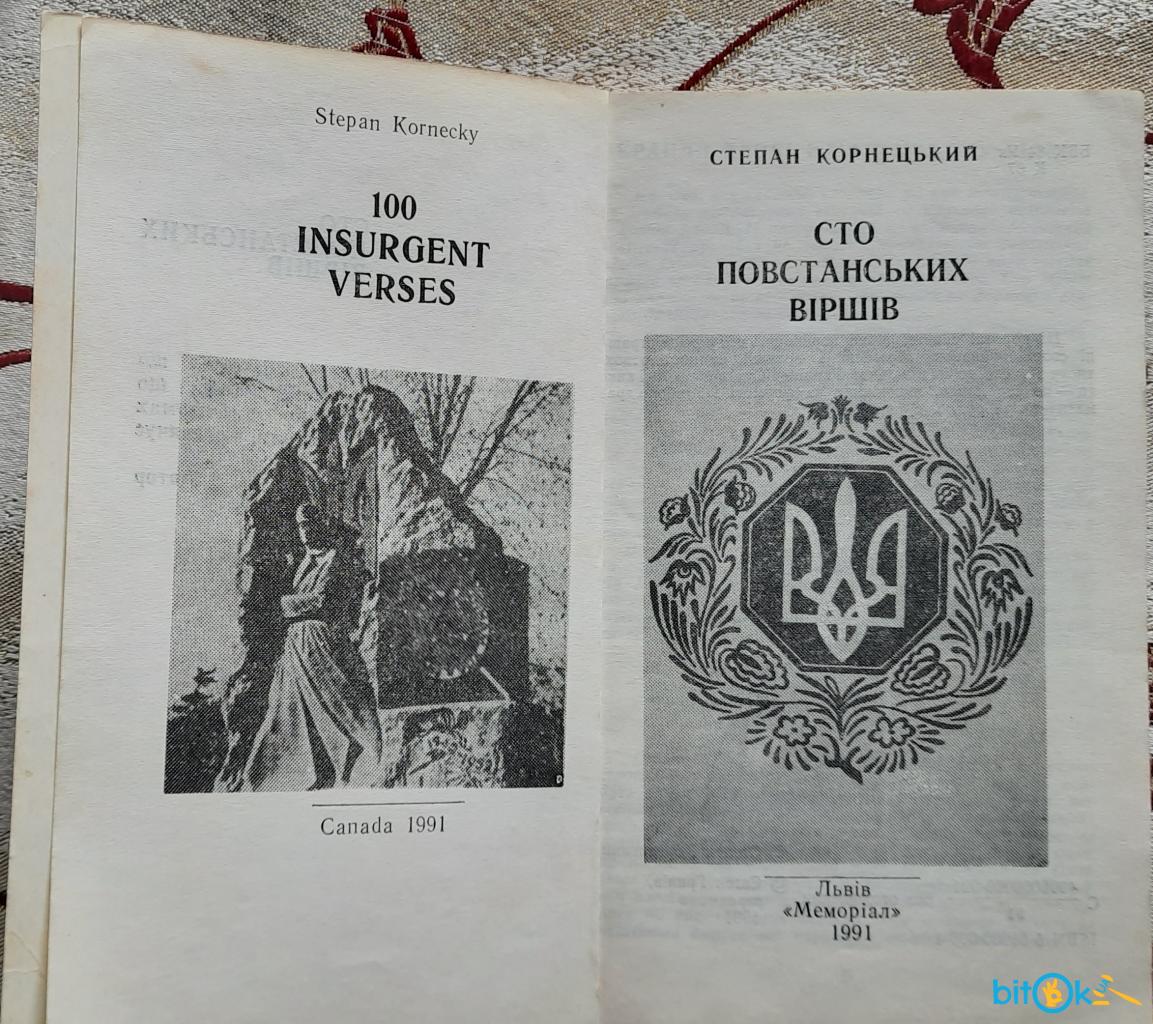 Stepan Kornecky
100
INSURGENT
VERSES
Canada 1991
СТЕПАН КОРНЕЦЬКИЙ
СТО
ПОВСТАНСЬКИХ
ВІРШІВ
Львів
«Меморіал»
1991
bitok